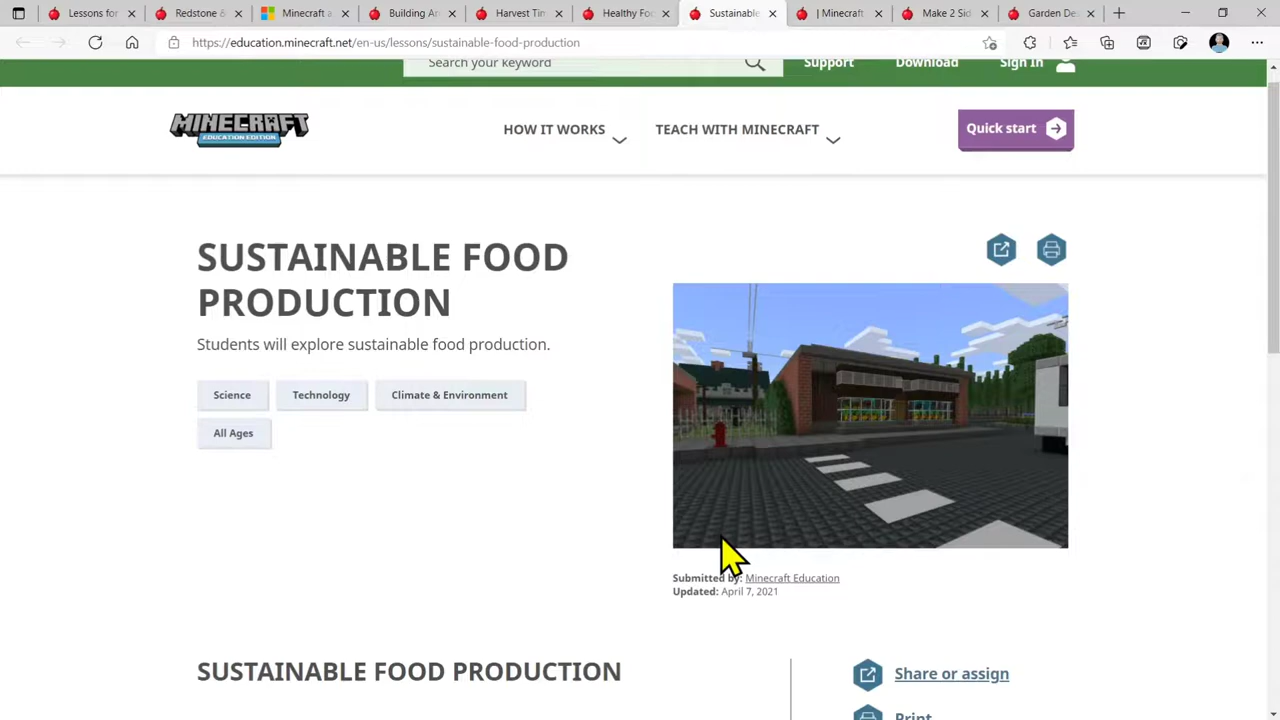 Lessons for
Redstone &
Minecraft a
Building An
Harvest Tin
Healthy Foo
Sustainable
| Minecraft
Make 2 Sic
Garden De
https://education.minecraft.net/en-us/lessons/sustainable-food-production
Search your keyword
Support
Download
Sign In
MINECRAFT
EDUCATION EDITION
HOW IT WORKS
TEACH WITH MINECRAFT
Quick start
SUSTAINABLE FOOD
PRODUCTION
Students will explore sustainable food production.
Science
Technology
Climate & Environment
All Ages
Submitted by: Minecraft Education
Updated: April 7, 2021
SUSTAINABLE FOOD PRODUCTION
Share or assign
Print